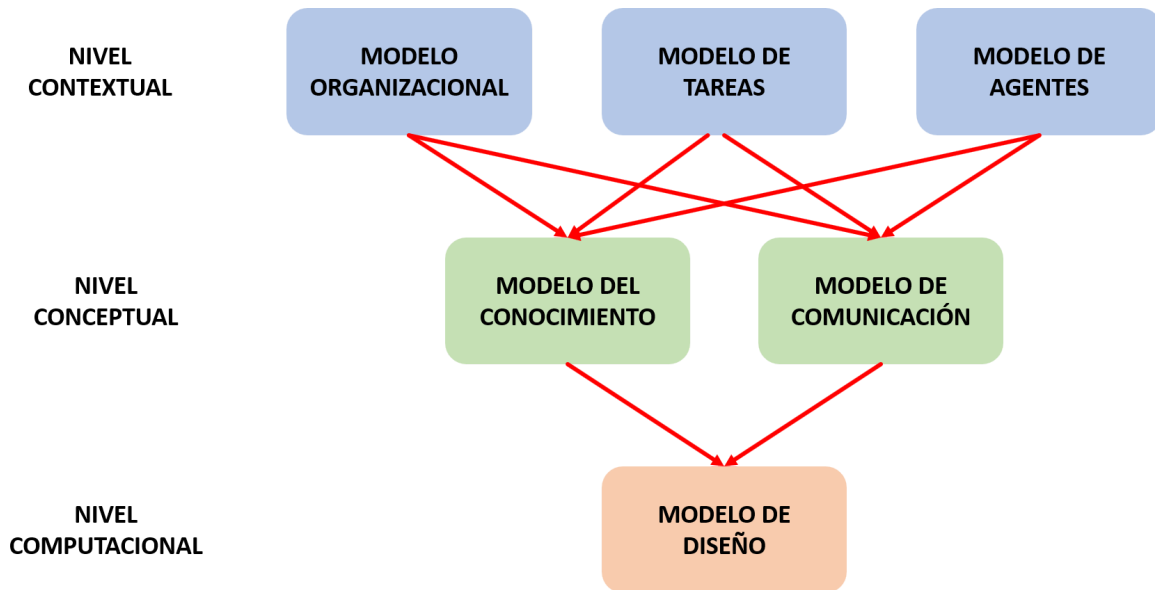 NIVEL
CONTEXTUAL
MODELO
ORGANIZACIONAL
MODELO DE
TAREAS
MODELO DE
AGENTES
NIVEL
CONCEPTUAL
MODELO DEL
CONOCIMIENTO
MODELO DE
COMUNICACIÓN
NIVEL
COMPUTACIONAL
MODELO DE
DISEÑO